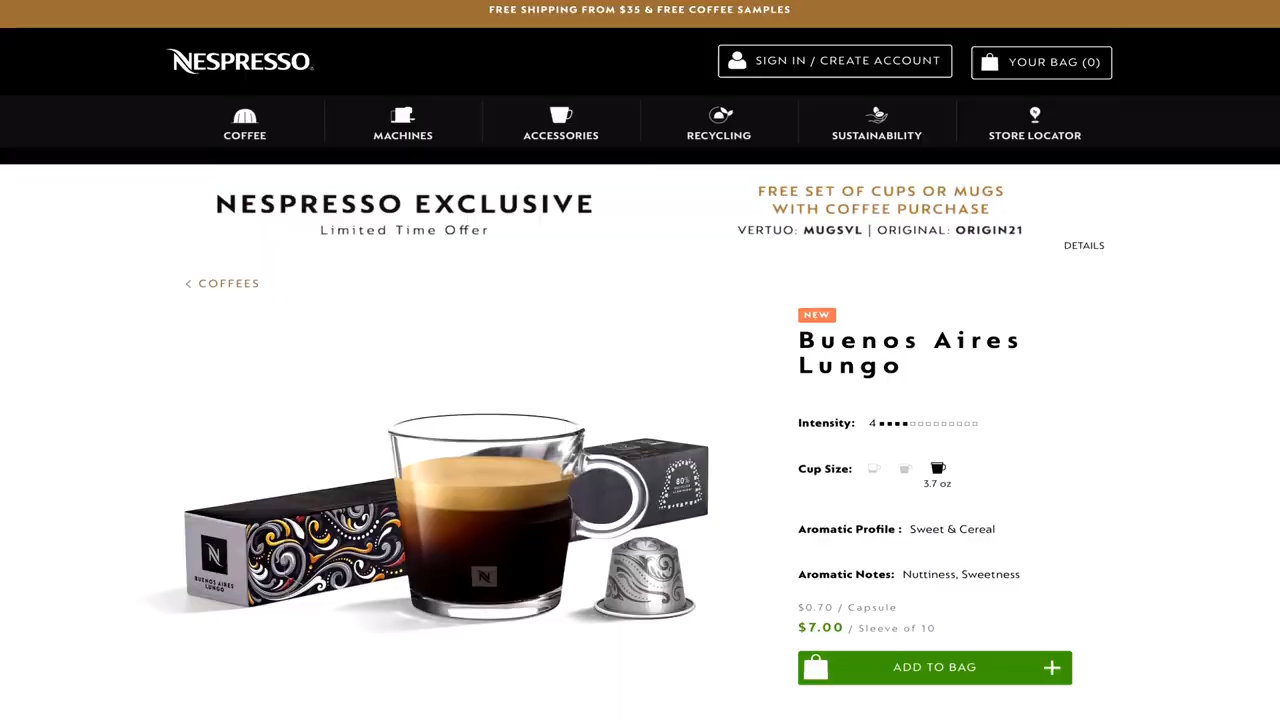 FREE SHIPPING FROM $35 & FREE COFFEE SAMPLES
NESPRESSO
SIGN IN / CREATE ACCOUNT
YOUR BAG (0)
COFFEE
MACHINES
ACCESSORIES
RECYCLING
SUSTAINABILITY
STORE LOCATOR
NESPRESSO EXCLUSIVE
Limited Time Offer
FREE SET OF CUPS OR MUGS
WITH COFFEE PURCHASE
VERTUO: MUGSVL | ORIGINAL: ORIGIN21
DETAILS
< COFFEES
NEW
Buenos Aires
Lungo
Intensity: 4
Cup Size:
3.7 oz
Aromatic Profile : Sweet & Cereal
Aromatic Notes: Nuttiness, Sweetness
$0.70 / Capsule
$7.00 / Sleeve of 10
ADD TO BAG
BUENOS AIRES
LUNGO
80%